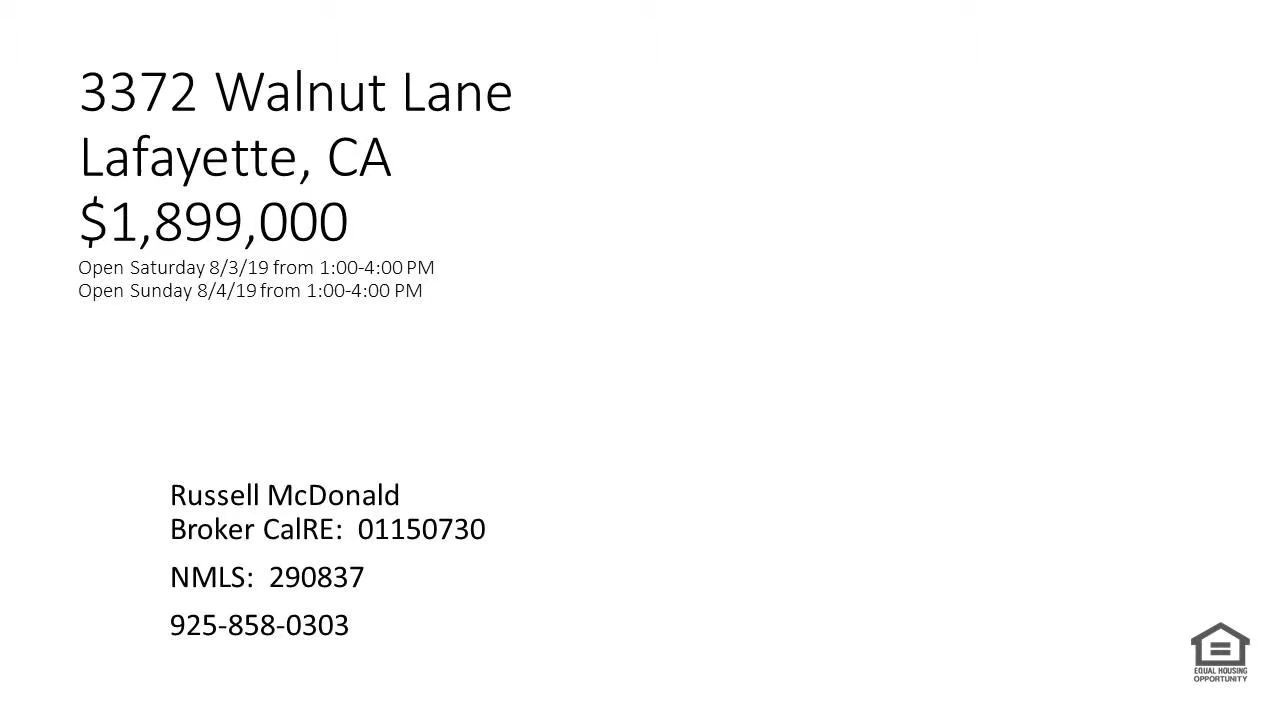 3372 Walnut Lane
Lafayette, CA
$1,899,000
Open Saturday 8/3/19 from 1:00-4:00 PM
Open Sunday 8/4/19 from 1:00-4:00 PM
Russell McDonald
Broker CalRE:  01150730
NMLS:  290837
925-858-0303
EQUAL HOUSING
OPPORTUNITY